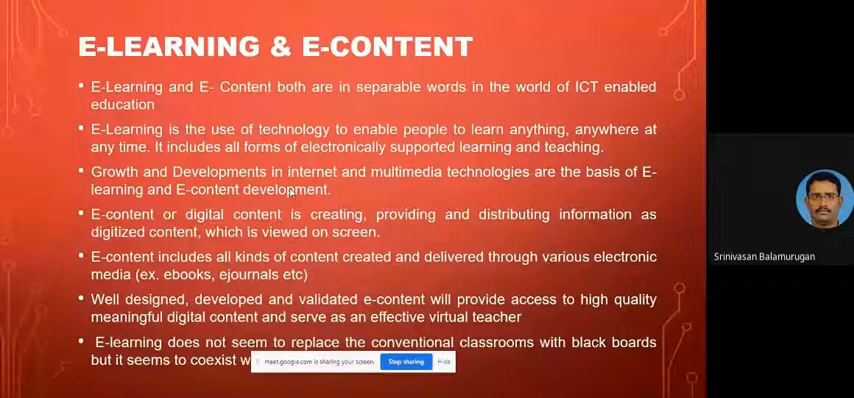 E-LEARNING & E-CONTENT
• E-Learning and E- Content both are in separable words in the world of ICT enabled
education
• E-Learning is the use of technology to enable people to learn anything, anywhere at
any time. It includes all forms of electronically supported learning and teaching.
• Growth and Developments in internet and multimedia technologies are the basis of E-
learning and E-content development.
• E-content or digital content is creating, providing and distributing information as
digitized content, which is viewed on screen.
• E-content includes all kinds of content created and delivered through various electronic
media (ex. ebooks, ejournals etc)
• Well designed, developed and validated e-content will provide access to high quality
meaningful digital content and serve as an effective virtual teacher
• E-learning does not seem to replace the conventional classrooms with black boards
but it seems to coexist
meet.google.com is sharing your screen. Stop sharing Hide
Srinivasan Balamurugan